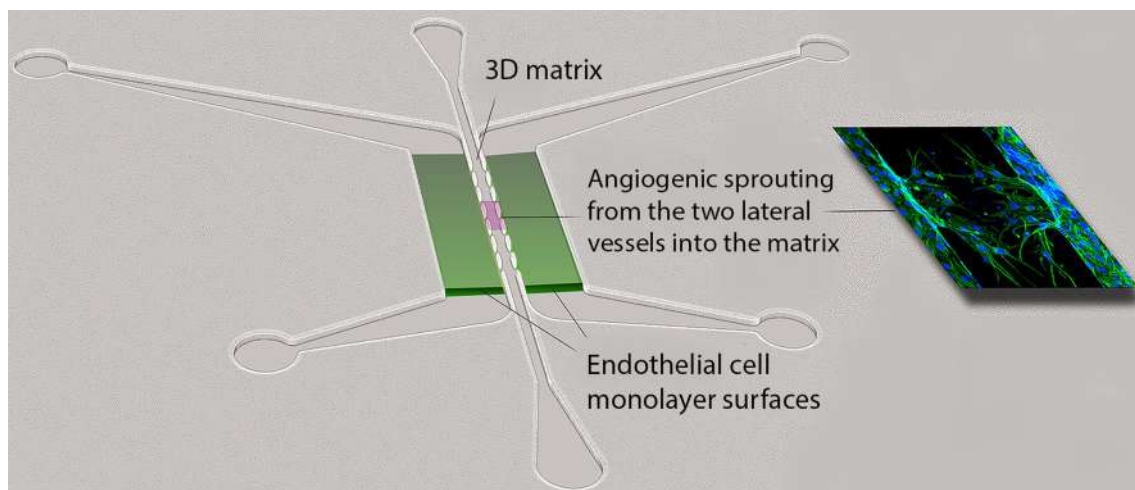 3D matrix
Angiogenic sprouting
from the two lateral
vessels into the matrix
Endothelial cell
monolayer surfaces